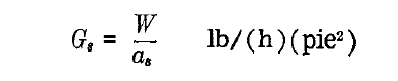 G_s = W/a_s lb/(h)(pie²)